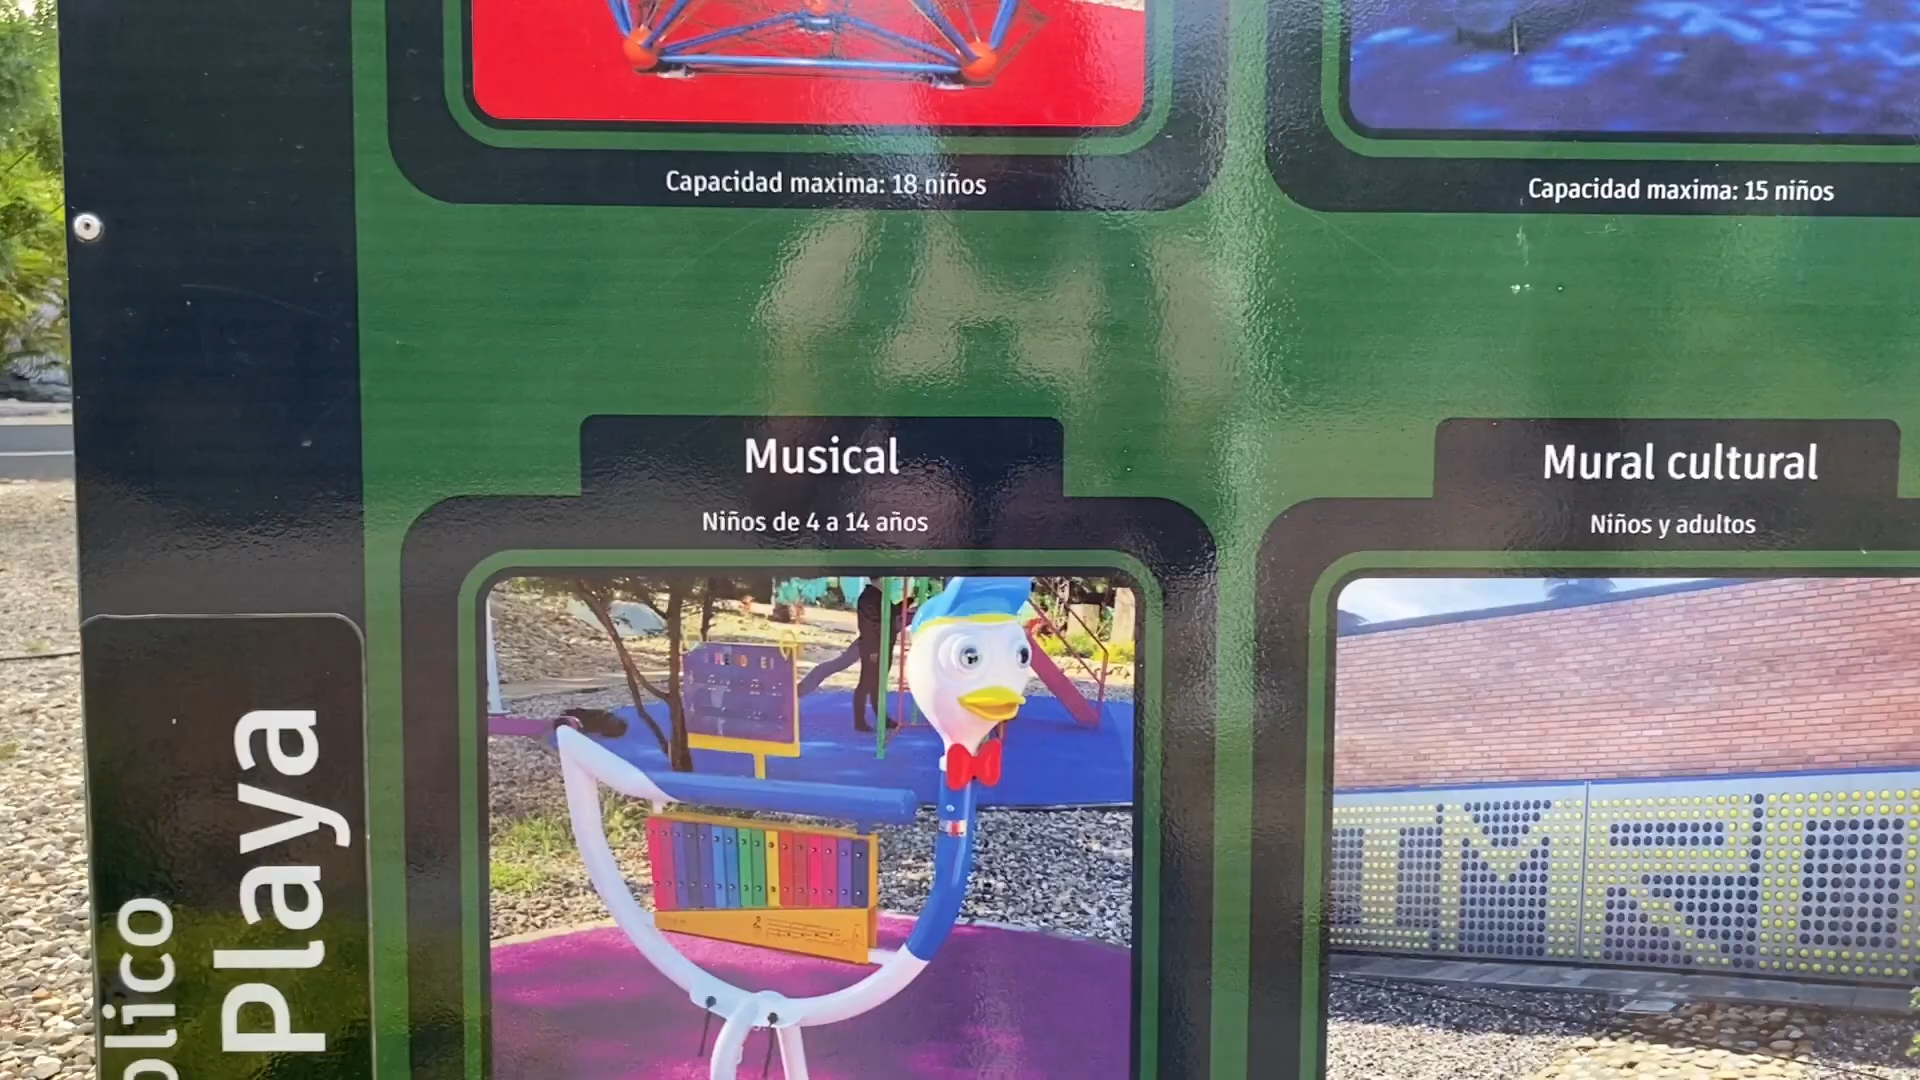 Capacidad maxima: 18 niños
Capacidad maxima: 15 niños
Musical
Niños de 4 a 14 años
Mural cultural
Niños y adultos
Playa